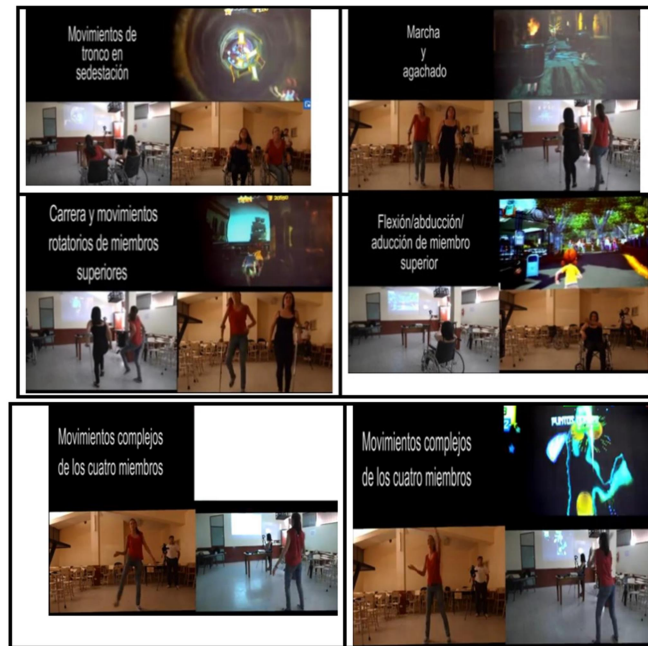 Movimientos de
tronco en
sedestación
Marcha
y
agachado
Carrera y movimientos
rotatorios de miembros
superiores
Flexión/abducción/
aducción de miembro
superior
Movimientos complejos
de los cuatro miembros
Movimientos complejos
de los cuatro miembros